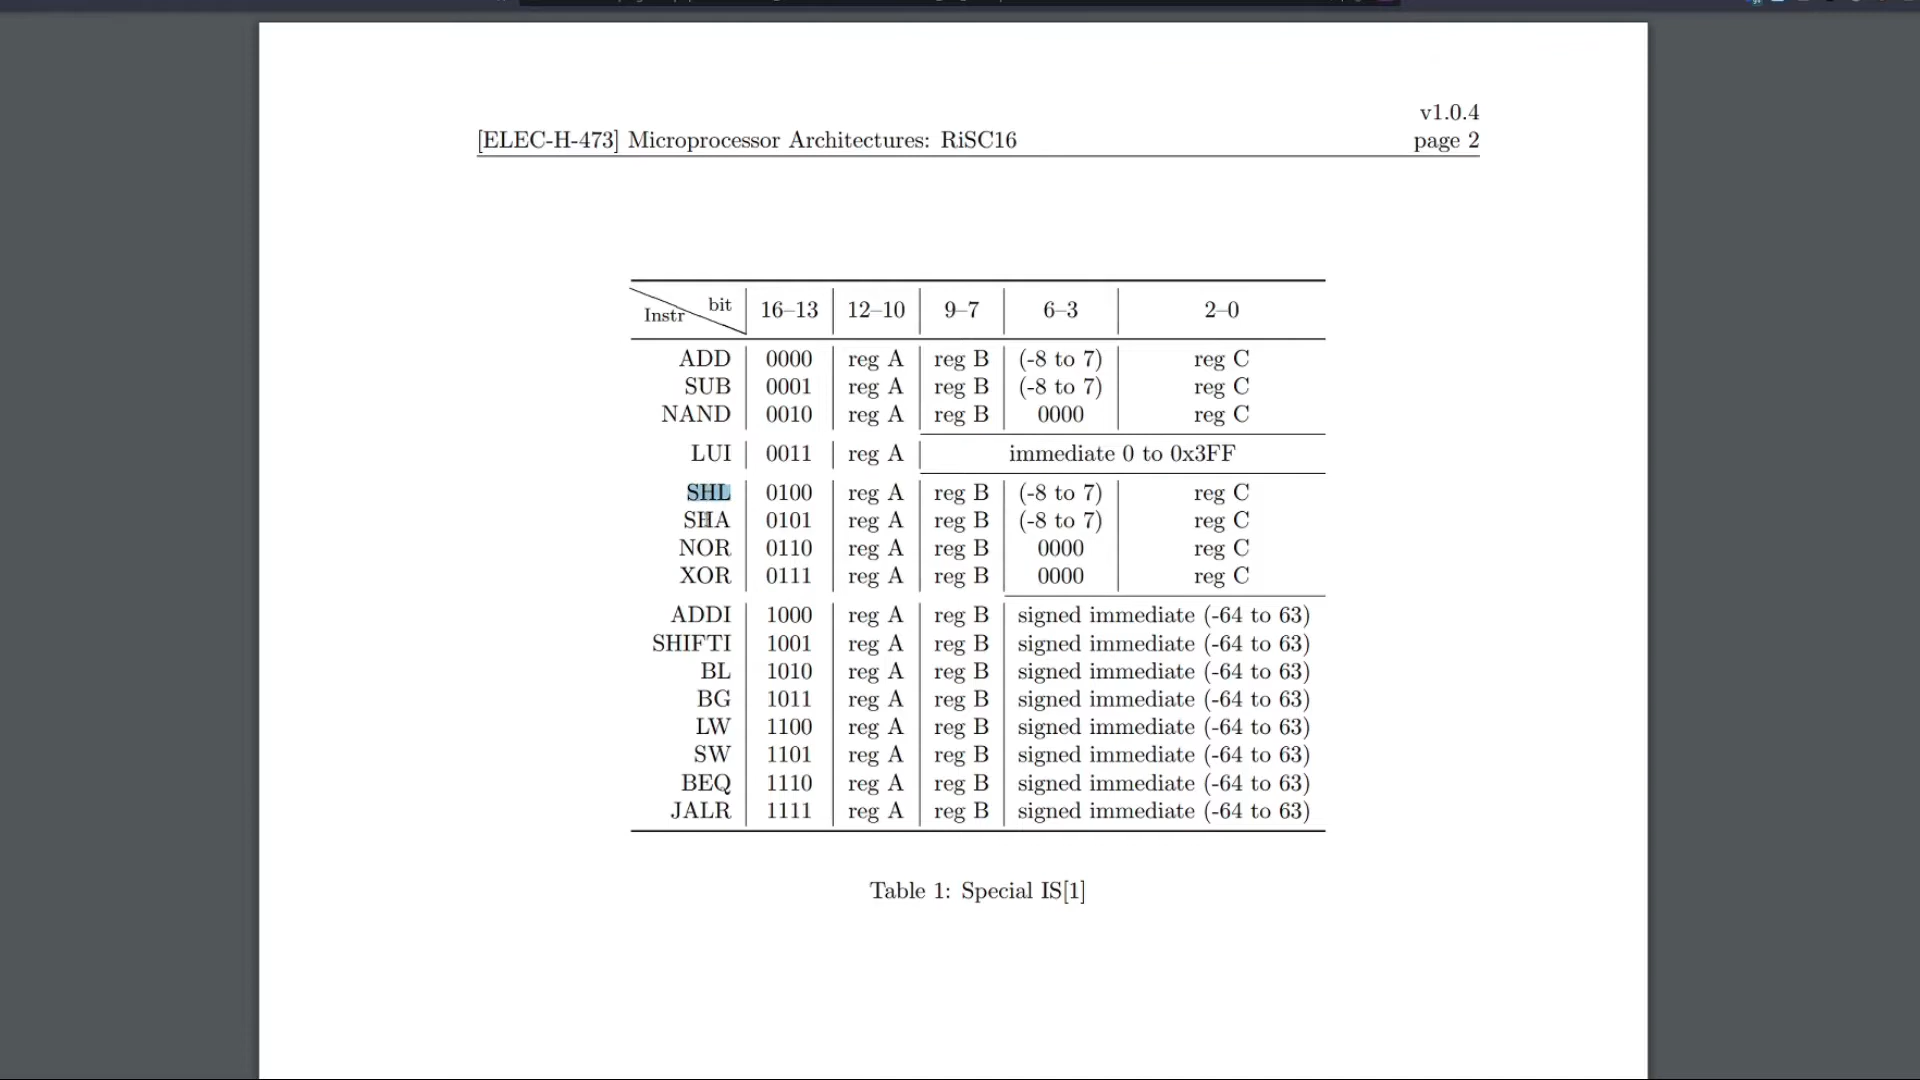 v1.0.4
[ELEC-H-473] Microprocessor Architectures: RiSC16 page 2
Instr bit 16–13 12–10 9–7 6–3 2–0
ADD 0000 reg A reg B (-8 to 7) reg C
SUB 0001 reg A reg B (-8 to 7) reg C
NAND 0010 reg A reg B 0000 reg C
LUI 0011 reg A immediate 0 to 0x3FF
SHL 0100 reg A reg B (-8 to 7) reg C
SHA 0101 reg A reg B (-8 to 7) reg C
NOR 0110 reg A reg B 0000 reg C
XOR 0111 reg A reg B 0000 reg C
ADDI 1000 reg A reg B signed immediate (-64 to 63)
SHIFTI 1001 reg A reg B signed immediate (-64 to 63)
BL 1010 reg A reg B signed immediate (-64 to 63)
BG 1011 reg A reg B signed immediate (-64 to 63)
LW 1100 reg A reg B signed immediate (-64 to 63)
SW 1101 reg A reg B signed immediate (-64 to 63)
BEQ 1110 reg A reg B signed immediate (-64 to 63)
JALR 1111 reg A reg B signed immediate (-64 to 63)
Table 1: Special IS[1]